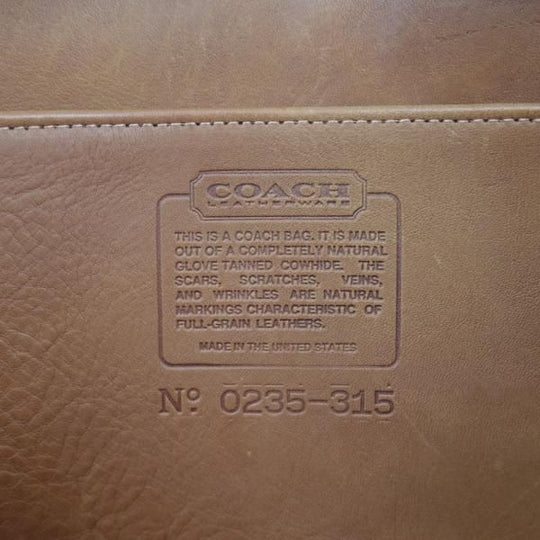 COACH
LEATHERWARE
THIS IS A COACH BAG. IT IS MADE
OUT OF A COMPLETELY NATURAL
GLOVE TANNED COWHIDE. THE
SCARS, SCRATCHES, VEINS,
AND WRINKLES ARE NATURAL
MARKINGS CHARACTERISTIC OF
FULL-GRAIN LEATHERS.
MADE IN THE UNITED STATES
Nº 0235-315